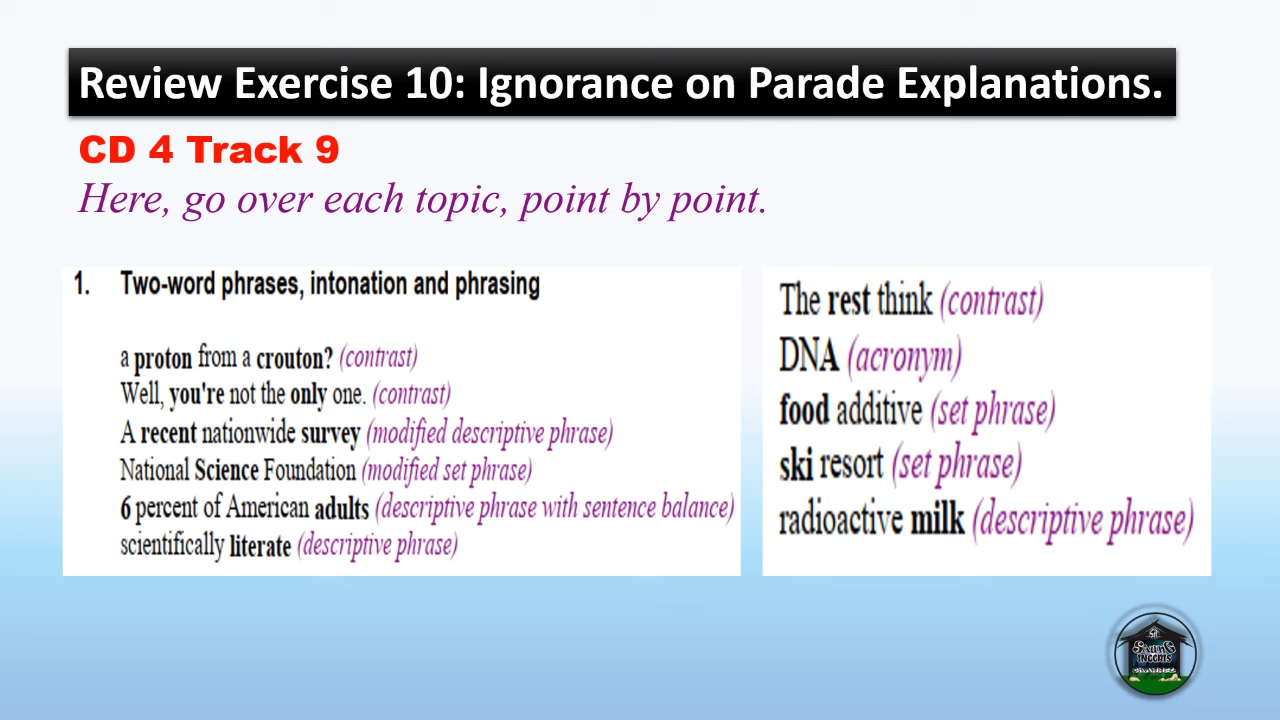 Review Exercise 10: Ignorance on Parade Explanations.
CD 4 Track 9
Here, go over each topic, point by point.
1. Two-word phrases, intonation and phrasing
a proton from a crouton? (contrast)
Well, you're not the only one. (contrast)
A recent nationwide survey (modified descriptive phrase)
National Science Foundation (modified set phrase)
6 percent of American adults (descriptive phrase with sentence balance)
scientifically literate (descriptive phrase)
The rest think (contrast)
DNA (acronym)
food additive (set phrase)
ski resort (set phrase)
radioactive milk (descriptive phrase)